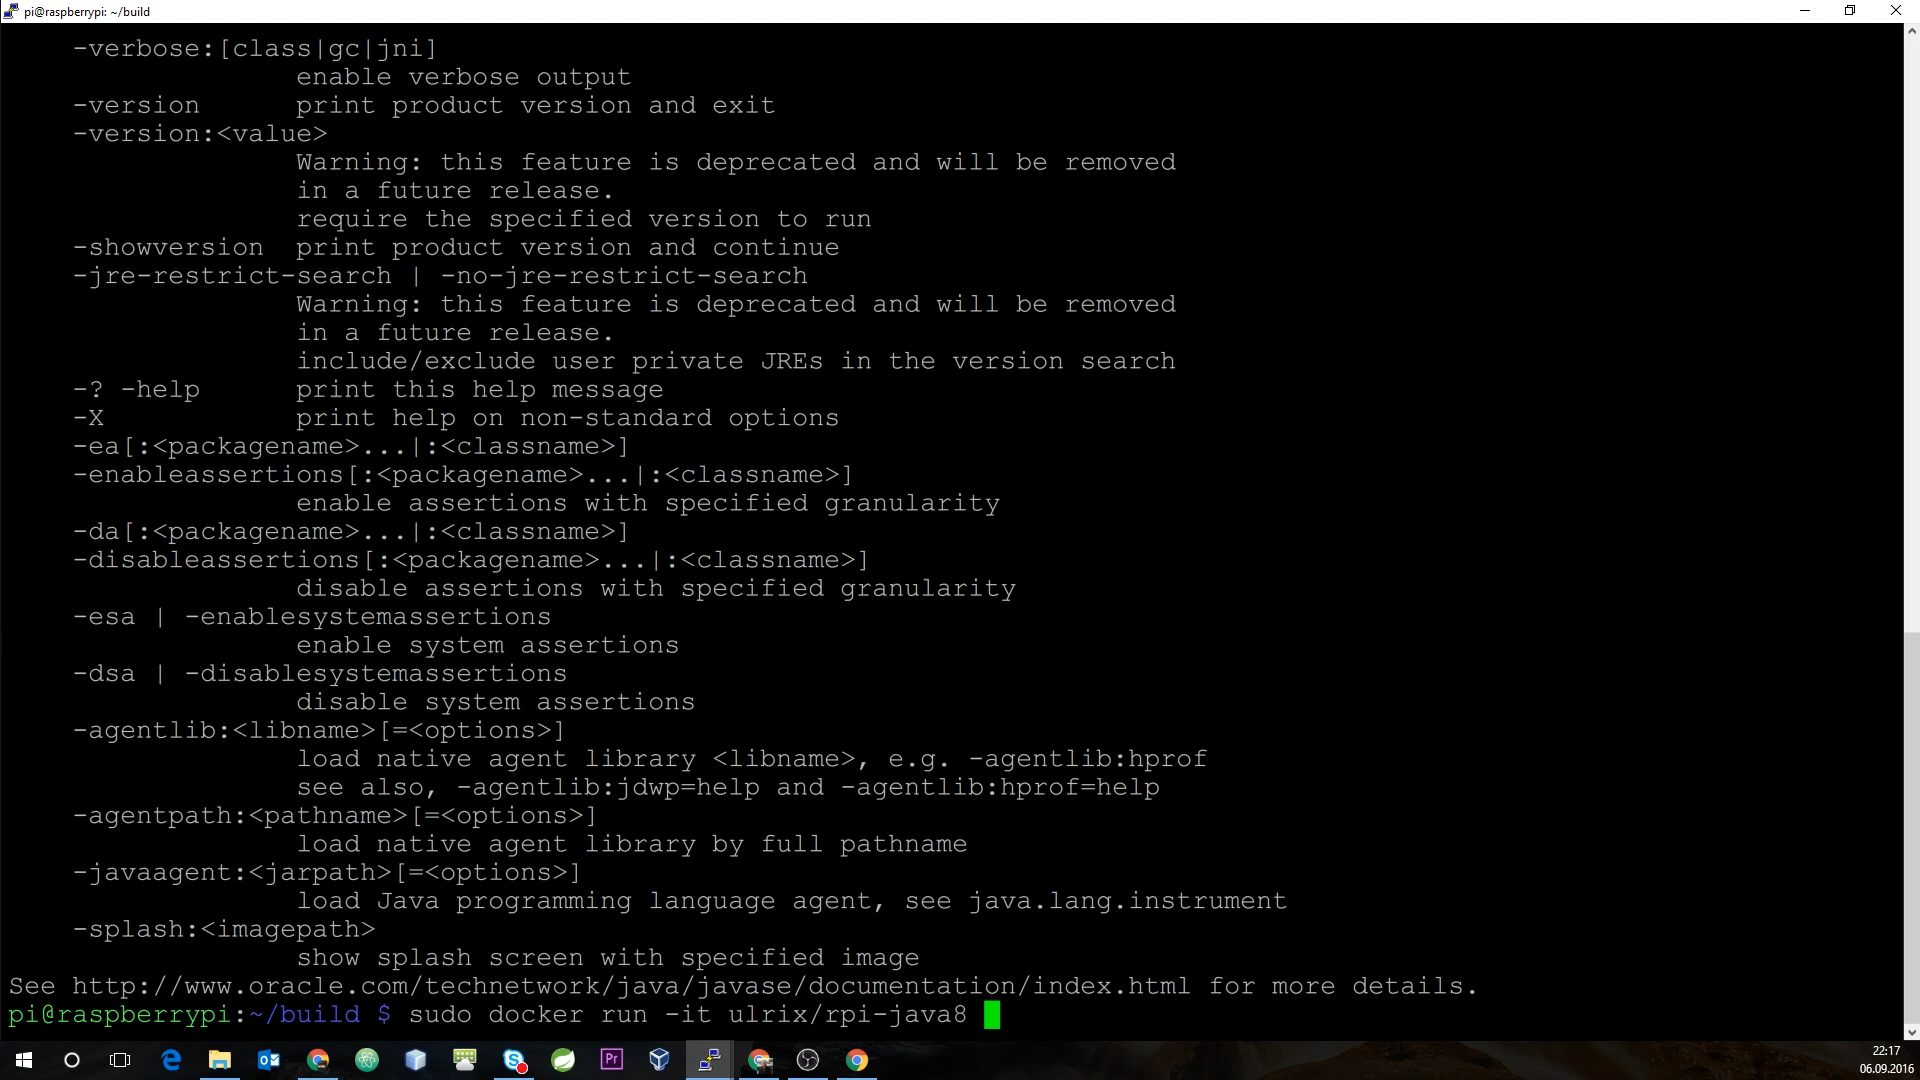 pi@raspberrypi: ~/build
-verbose:[class|gc|jni]
enable verbose output
-version      print product version and exit
-version:<value>
Warning: this feature is deprecated and will be removed
in a future release.
require the specified version to run
-showversion  print product version and continue
-jre-restrict-search | -no-jre-restrict-search
Warning: this feature is deprecated and will be removed
in a future release.
include/exclude user private JREs in the version search
-? -help      print this help message
-X            print help on non-standard options
-ea[:<packagename>...|:<classname>]
-enableassertions[:<packagename>...|:<classname>]
enable assertions with specified granularity
-da[:<packagename>...|:<classname>]
-disableassertions[:<packagename>...|:<classname>]
disable assertions with specified granularity
-esa | -enablesystemassertions
enable system assertions
-dsa | -disablesystemassertions
disable system assertions
-agentlib:<libname>[=<options>]
load native agent library <libname>, e.g. -agentlib:hprof
see also, -agentlib:jdwp=help and -agentlib:hprof=help
-agentpath:<pathname>[=<options>]
load native agent library by full pathname
-javaagent:<jarpath>[=<options>]
load Java programming language agent, see java.lang.instrument
-splash:<imagepath>
show splash screen with specified image
See http://www.oracle.com/technetwork/java/javase/documentation/index.html for more details.
pi@raspberrypi:~/build $ sudo docker run -it ulrix/rpi-java8
Pr
22:17
06.09.2016